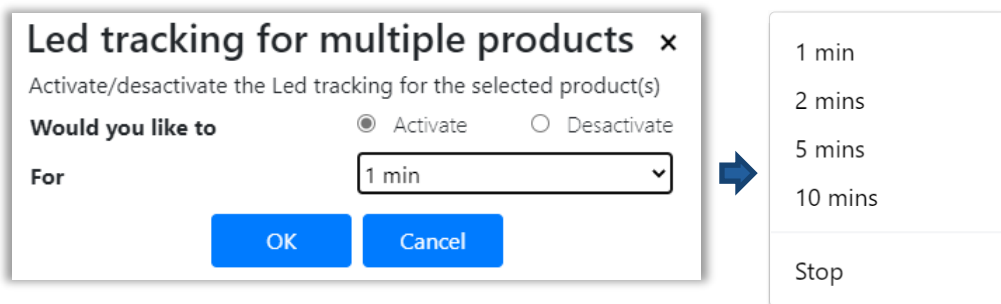 Led tracking for multiple products ×
Activate/desactivate the Led tracking for the selected product(s)
Would you like to Activate Desactivate
For 1 min
OK Cancel
1 min
2 mins
5 mins
10 mins
Stop